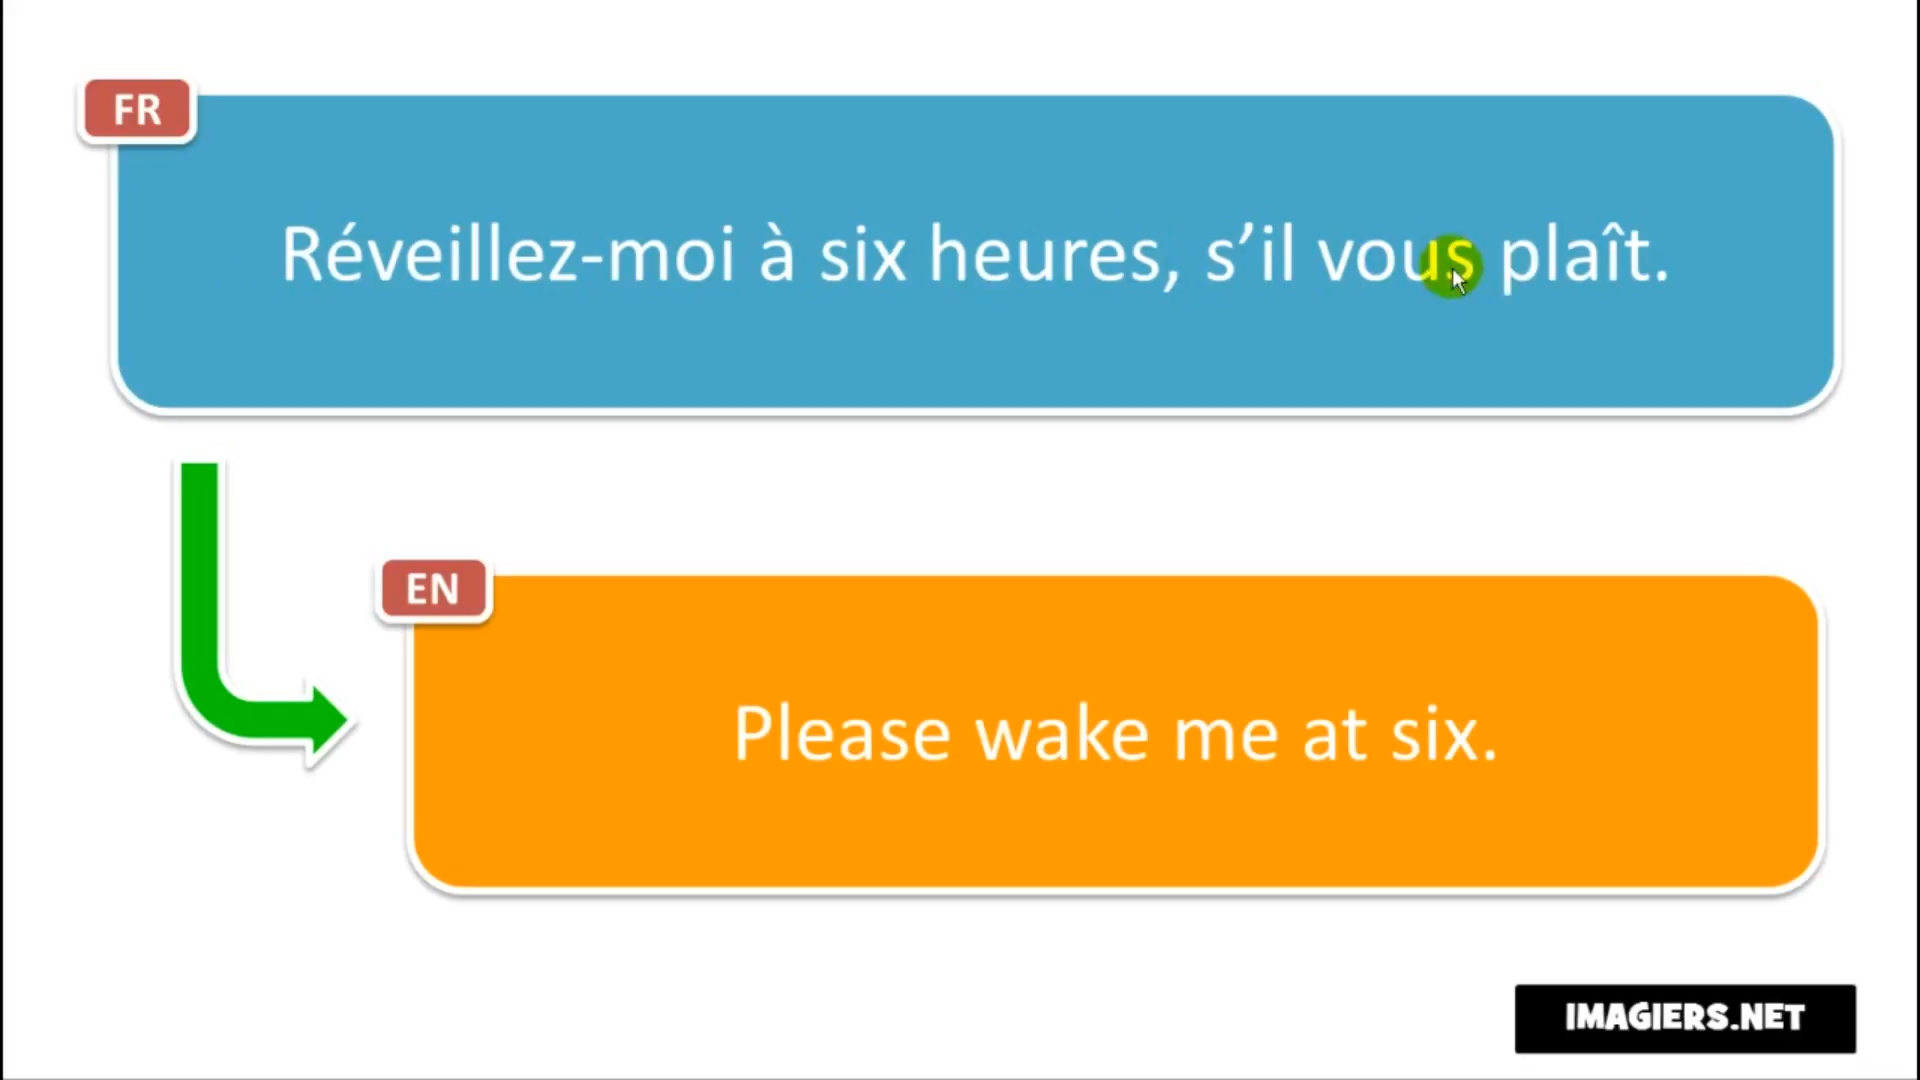 FR
Réveillez-moi à six heures, s’il vous plaît.
EN
Please wake me at six.
IMAGIERS.NET